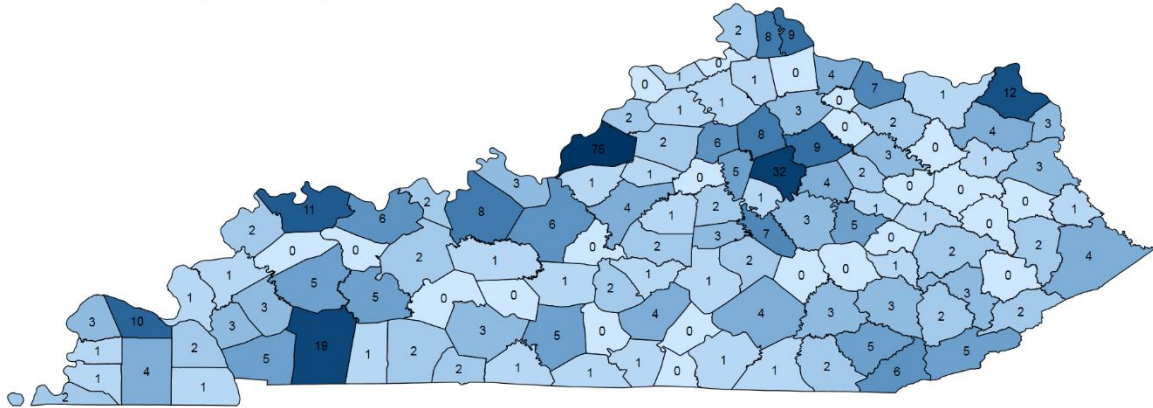 2 8 9
0 1 0 1 0 4 7 1 12
2 1 1 3 0 2 4 3
75 2 6 8 9 0 3 0 1 3
3 1 1 0 5 32 4 2 0 0 1
11 6 2 8 6 4 1 2 1 3 5 1 1 0
2 0 0 2 1 0 2 3 7 0 2 0 2 4
1 5 5 0 0 1 2 1 1 2 0 0 1 0
1 3 3 3 5 0 4 0 4 3 3 2 3 2
3 10 3 5 19 1 2 2 1 1 1 0 1 1 2 5 6 5
1 2
1 4 1
2